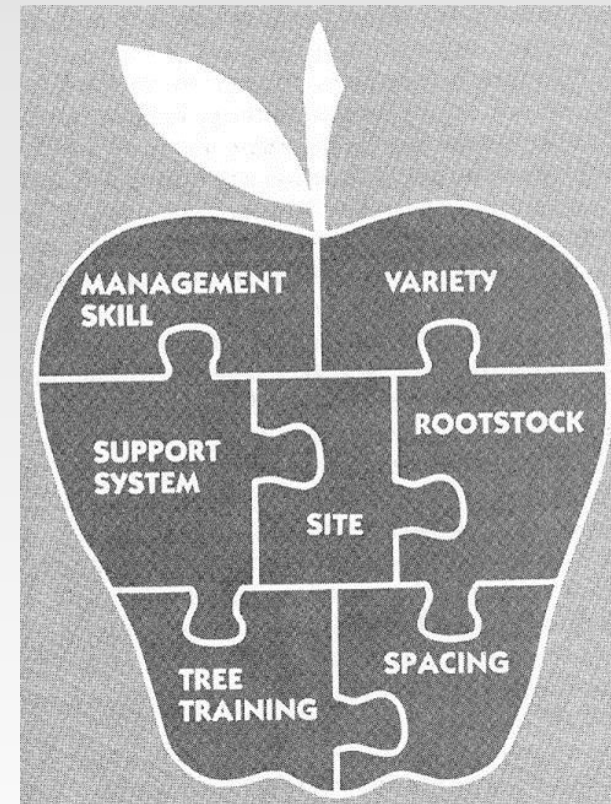 MANAGEMENT
SKILL
VARIETY
SUPPORT
SYSTEM
ROOTSTOCK
SITE
TREE
TRAINING
SPACING